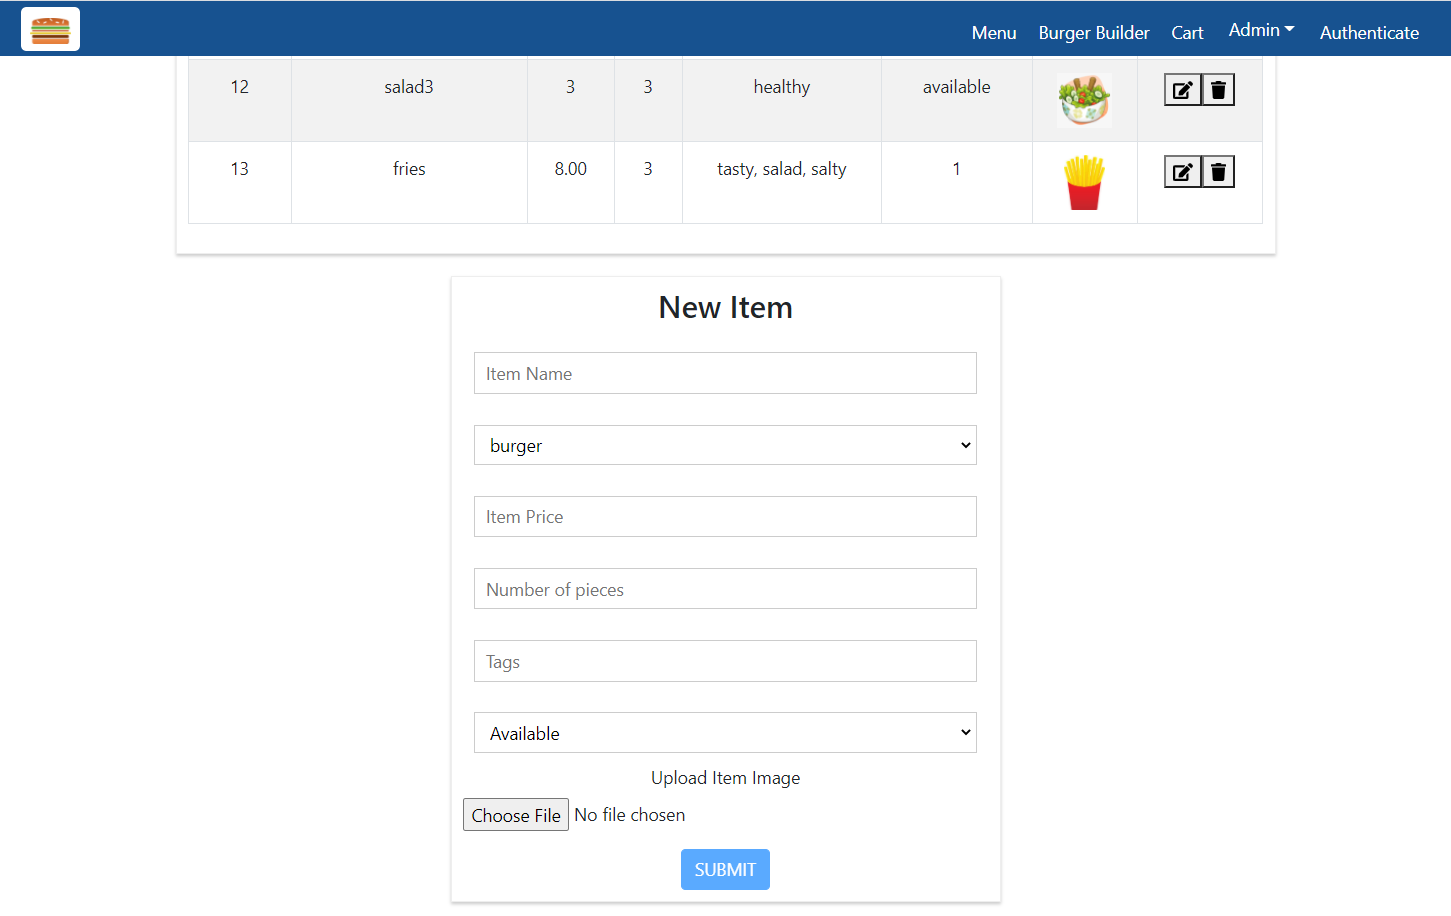 Menu Burger Builder Cart Admin Authenticate
12 salad3 3 3 healthy available
13 fries 8.00 3 tasty, salad, salty 1
New Item
Item Name
burger
Item Price
Number of pieces
Tags
Available
Upload Item Image
Choose File No file chosen
SUBMIT